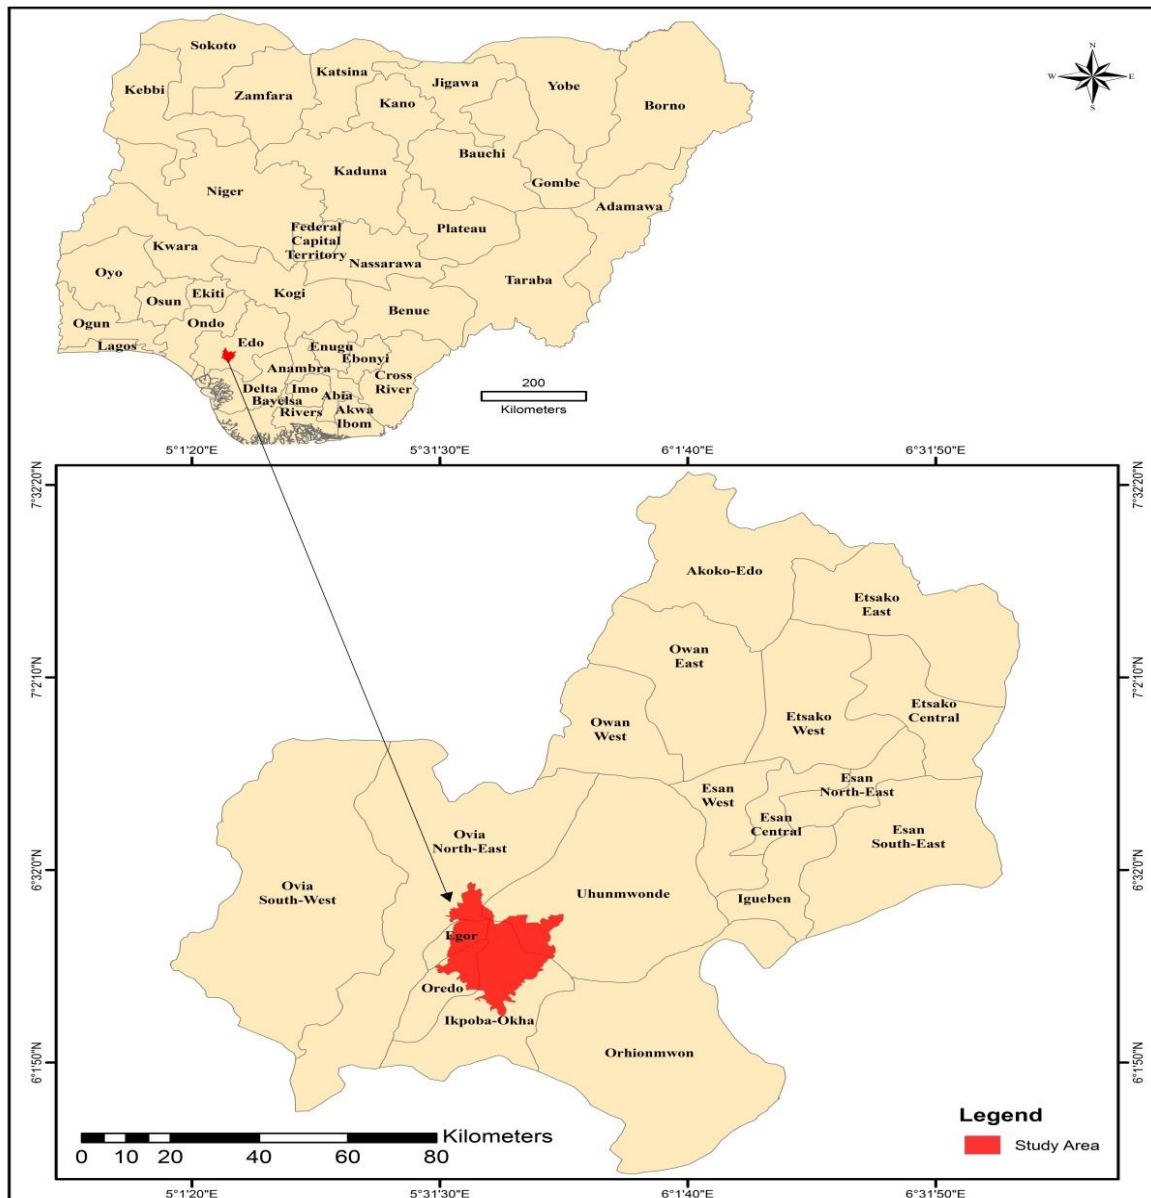 Sokoto
Katsina
Jigawa
Yobe
Kebbi
Zamfara
Kano
Borno
N
W E
S
Bauchi
Kaduna
Gombe
Niger
Adamawa
Federal
Capital
Territory
Plateau
Kwara
Nassarawa
Oyo
Taraba
Osun
Ekiti
Kogi
Benue
Ogun
Ondo
Lagos
Edo
Enugu
Ebonyi
Anambra
Cross
River
Delta
Imo
Abia
Bayelsa
Rivers
Akwa
Ibom
200
Kilometers
5°1'20"E 5°31'30"E 6°1'40"E 6°31'50"E
7°32'20"N
7°32'20"N
Akoko-Edo
Etsako
East
Owan
East
7°2'10"N
7°2'10"N
Owan
West
Etsako
West
Etsako
Central
Esan
West
Esan
North-East
Esan
Central
Esan
South-East
Ovia
North-East
6°32'0"N
6°32'0"N
Ovia
South-West
Uhunmwonde
Igueben
Egor
Oredo
Ikpoba-Okha
Orhionmwon
6°1'50"N
6°1'50"N
Legend
Study Area
Kilometers
0 10 20 40 60 80
5°1'20"E 5°31'30"E 6°1'40"E 6°31'50"E